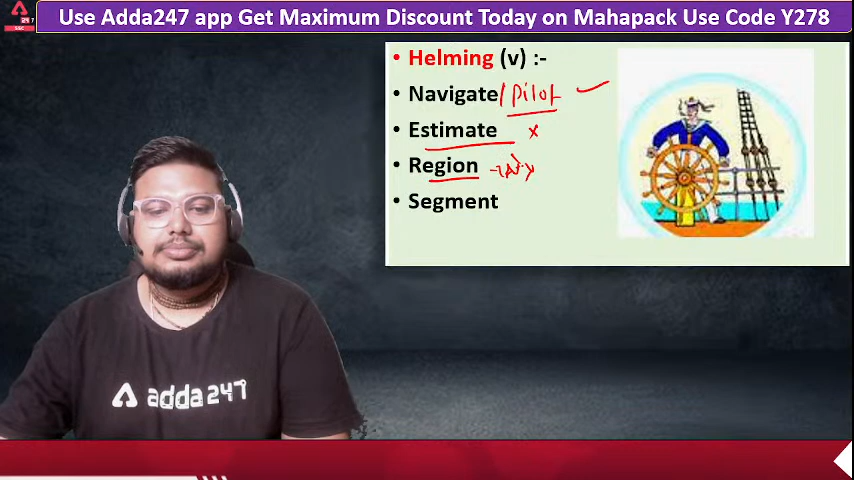 Use Adda247 app Get Maximum Discount Today on Mahapack Use Code Y278
• Helming (v) :-
• Navigate/ pilot
• Estimate x
• Region
• Segment
adda247